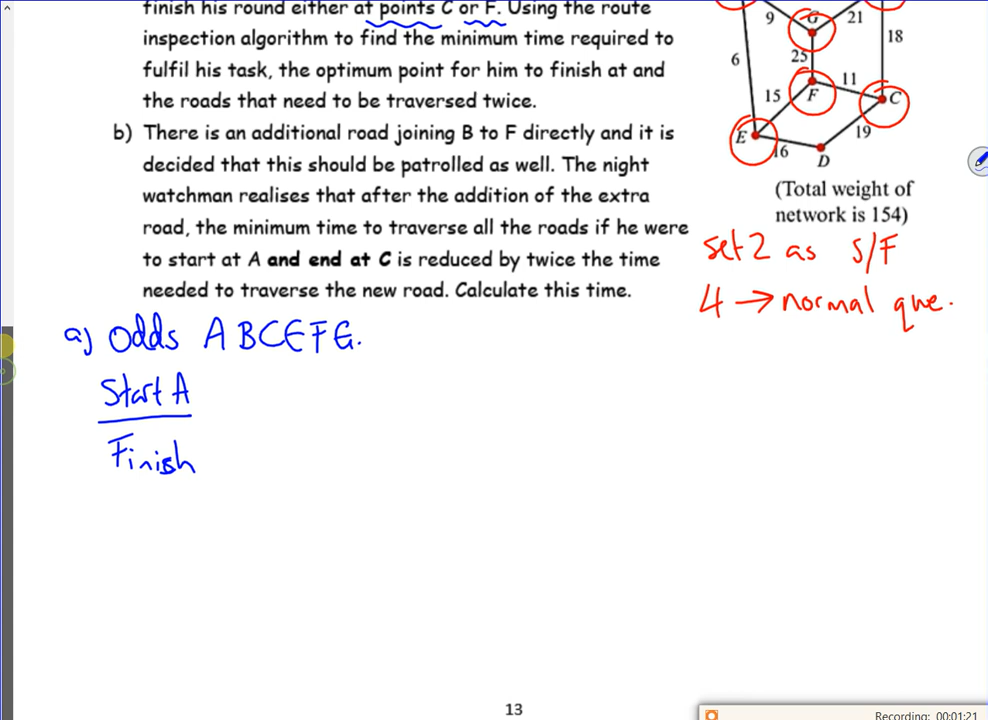 finish his round either at points C or F. Using the route
inspection algorithm to find the minimum time required to
fulfil his task, the optimum point for him to finish at and
the roads that need to be traversed twice.
b) There is an additional road joining B to F directly and it is
decided that this should be patrolled as well. The night
watchman realises that after the addition of the extra
road, the minimum time to traverse all the roads if he were
to start at A and end at C is reduced by twice the time
needed to traverse the new road. Calculate this time.
9
G
21
18
6
25
11
15
F
C
E
19
16
D
(Total weight of
network is 154)
set 2 as S/F
4 → normal que.
a) Odds A B C E F G.
Start A
Finish
13
Recording: 00:01:21